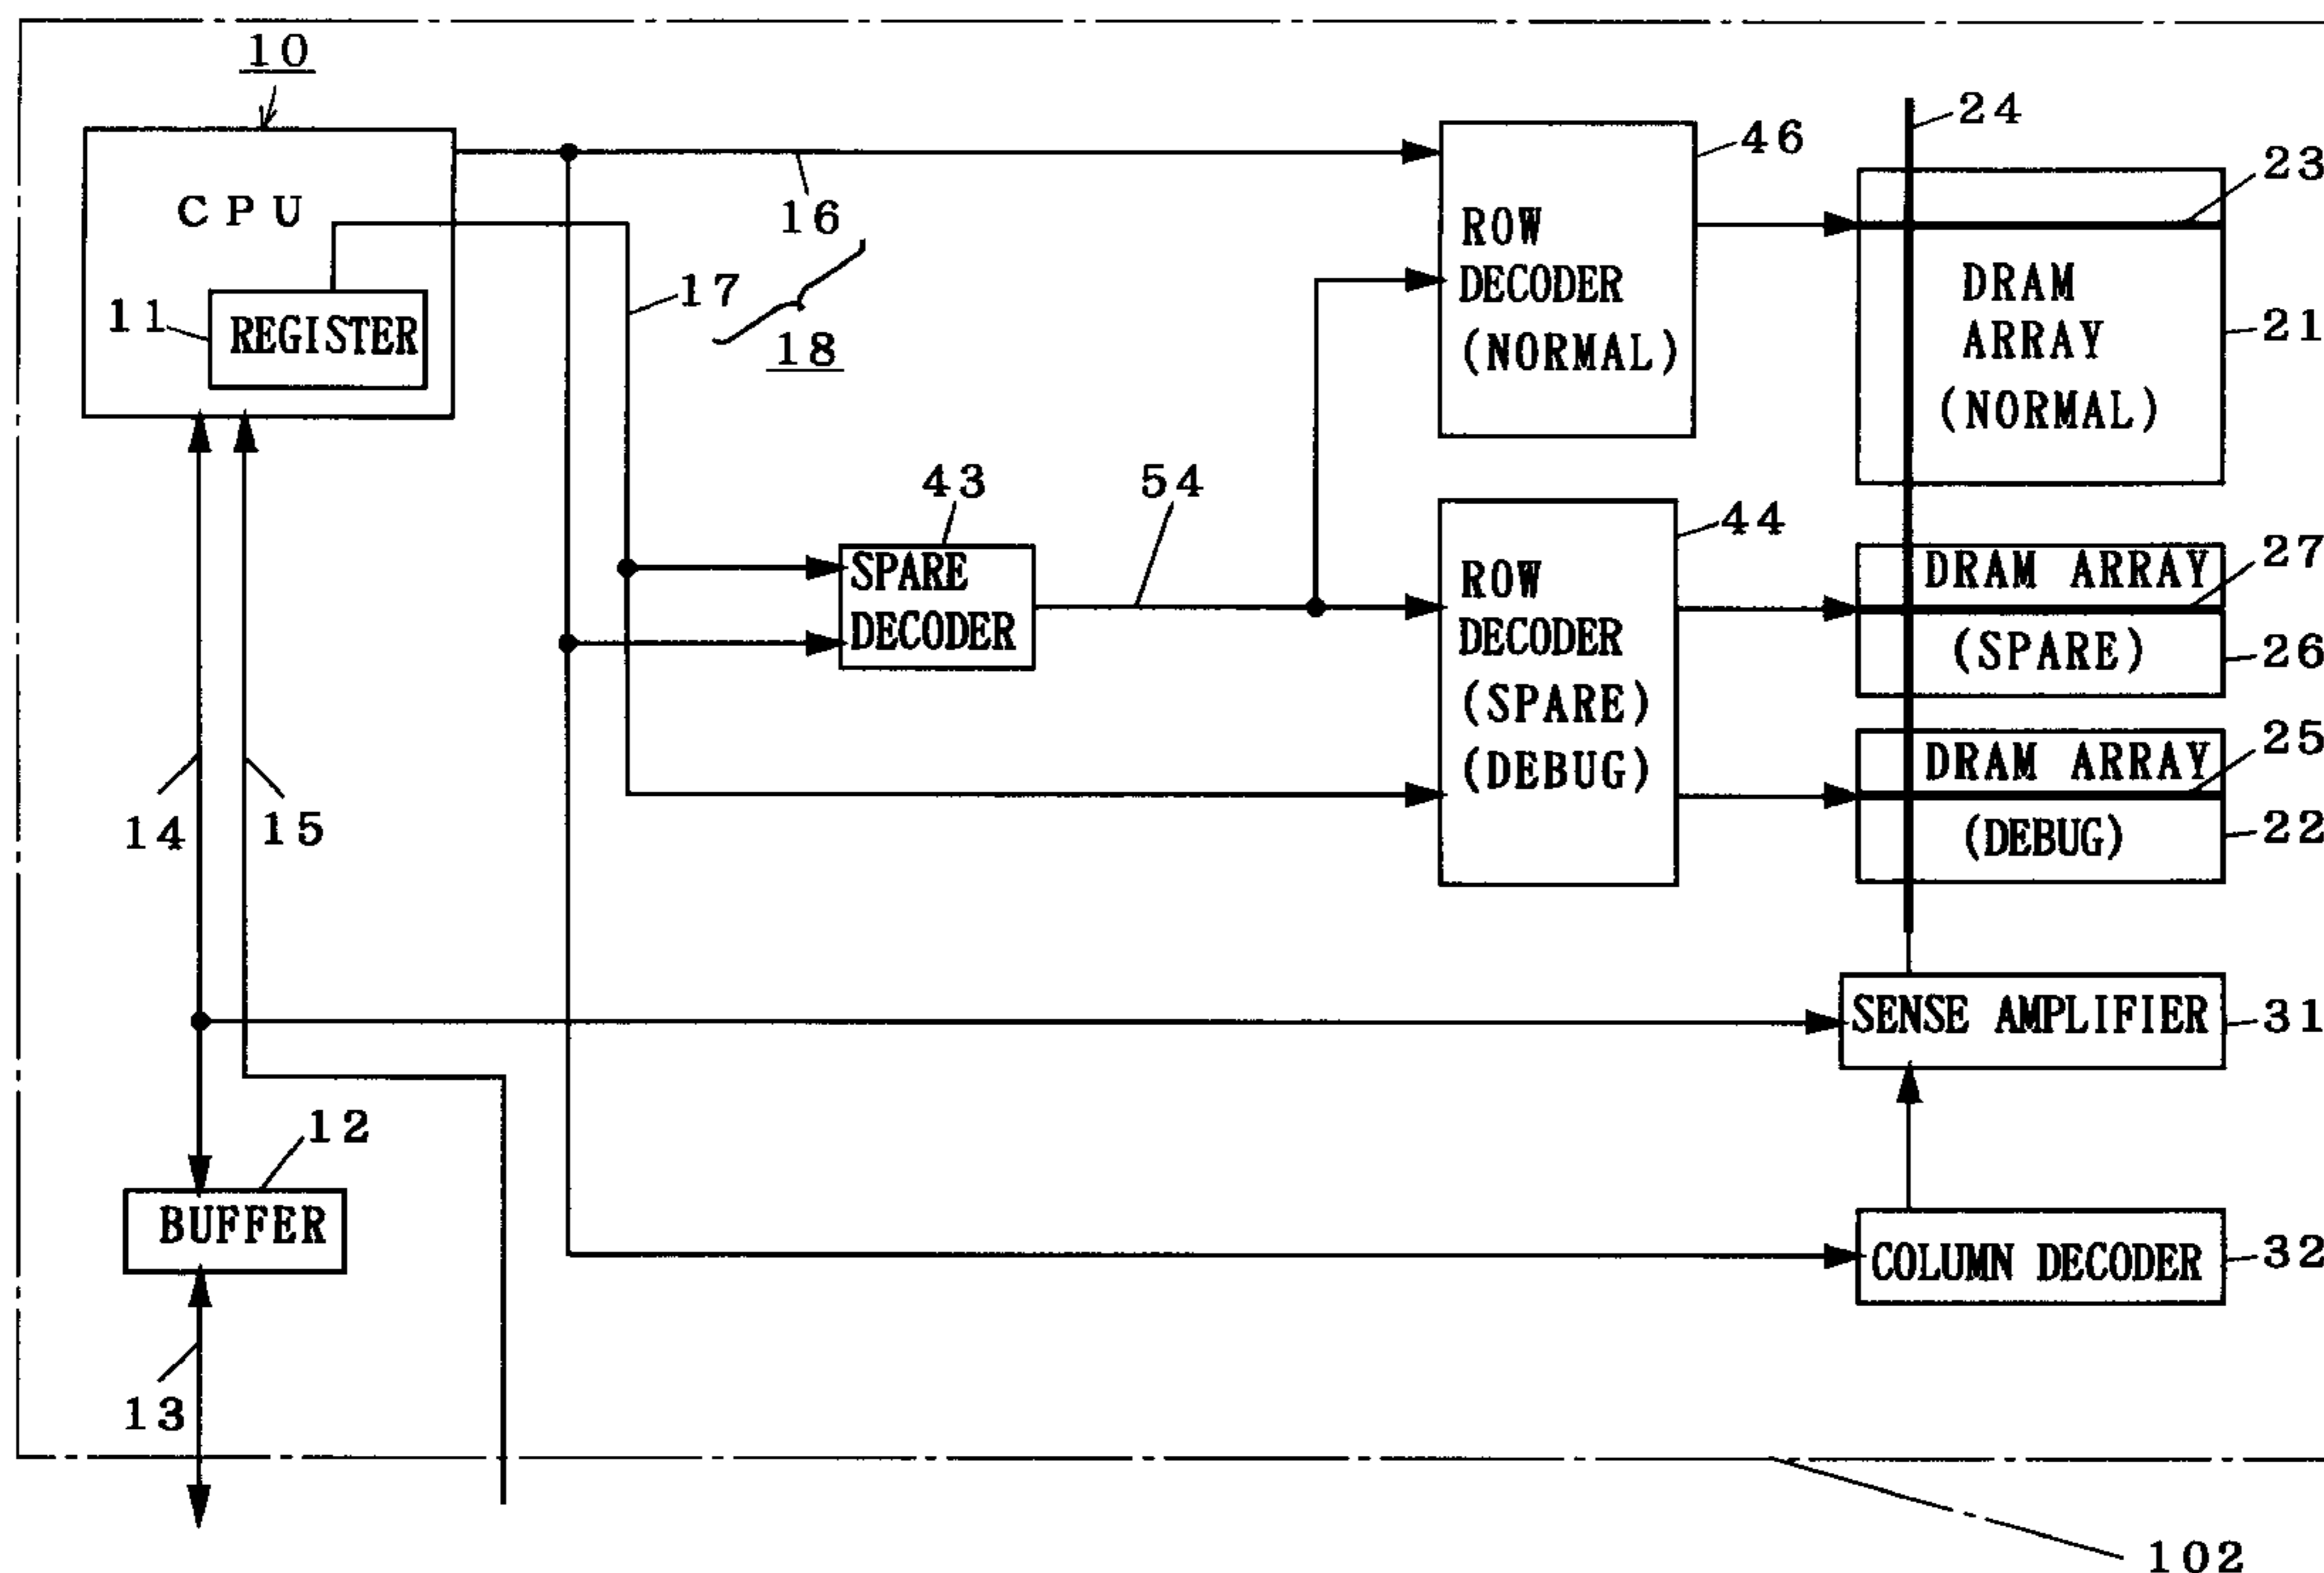 10
CPU
11
REGISTER
16
17
18
46
ROW
DECODER
(NORMAL)
24
23
DRAM
ARRAY
(NORMAL)
21
43
SPARE
DECODER
54
44
ROW
DECODER
(SPARE)
(DEBUG)
DRAM ARRAY
27
(SPARE)
26
DRAM ARRAY
25
(DEBUG)
22
14
15
SENSE AMPLIFIER
31
12
BUFFER
COLUMN DECODER
32
13
102